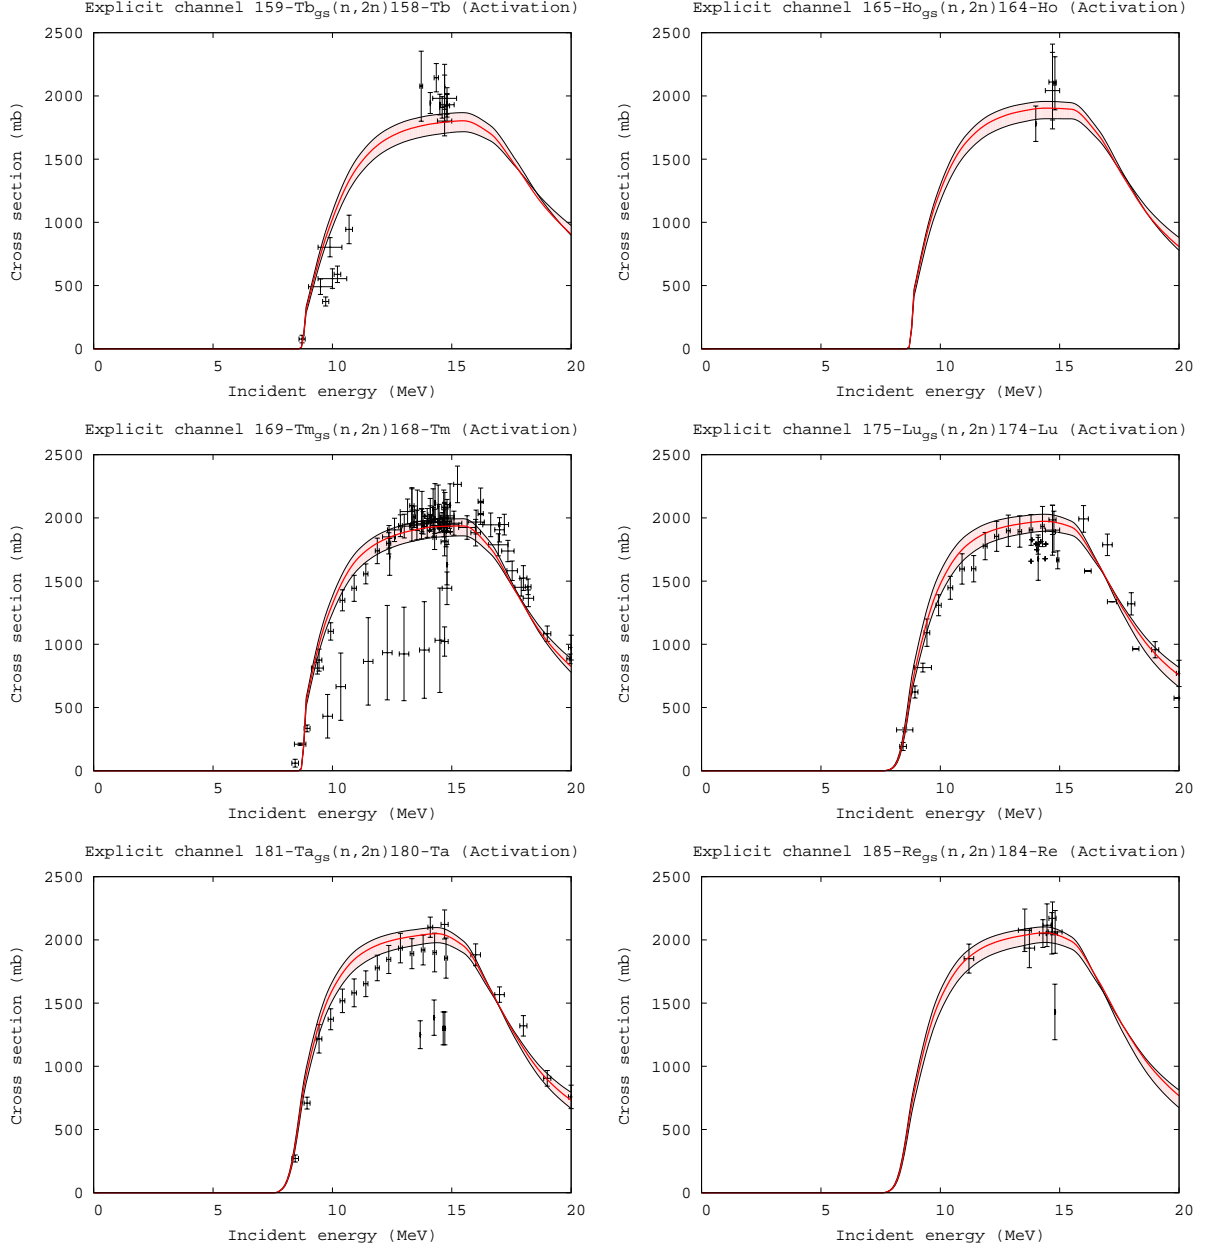 Explicit channel 159-Tbgs(n,2n)158-Tb (Activation)
2500
2000
1500
1000
500
0
Cross section (mb)
0 5 10 15 20
Incident energy (MeV)
Explicit channel 165-Hogs(n,2n)164-Ho (Activation)
2500
2000
1500
1000
500
0
Cross section (mb)
0 5 10 15 20
Incident energy (MeV)
Explicit channel 169-Tmgs(n,2n)168-Tm (Activation)
2500
2000
1500
1000
500
0
Cross section (mb)
0 5 10 15 20
Incident energy (MeV)
Explicit channel 175-Lugs(n,2n)174-Lu (Activation)
2500
2000
1500
1000
500
0
Cross section (mb)
0 5 10 15 20
Incident energy (MeV)
Explicit channel 181-Tags(n,2n)180-Ta (Activation)
2500
2000
1500
1000
500
0
Cross section (mb)
0 5 10 15 20
Incident energy (MeV)
Explicit channel 185-Regs(n,2n)184-Re (Activation)
2500
2000
1500
1000
500
0
Cross section (mb)
0 5 10 15 20
Incident energy (MeV)